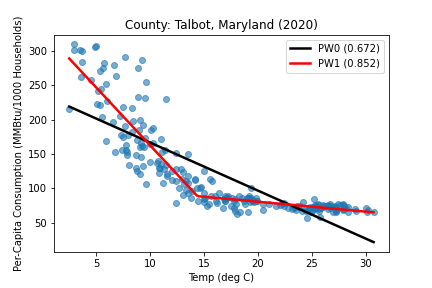 County: Talbot, Maryland (2020)
PW0 (0.672)
PW1 (0.852)
Per-Capita Consumption (MMBtu/1000 Households)
300
250
200
150
100
50
5 10 15 20 25 30
Temp (deg C)